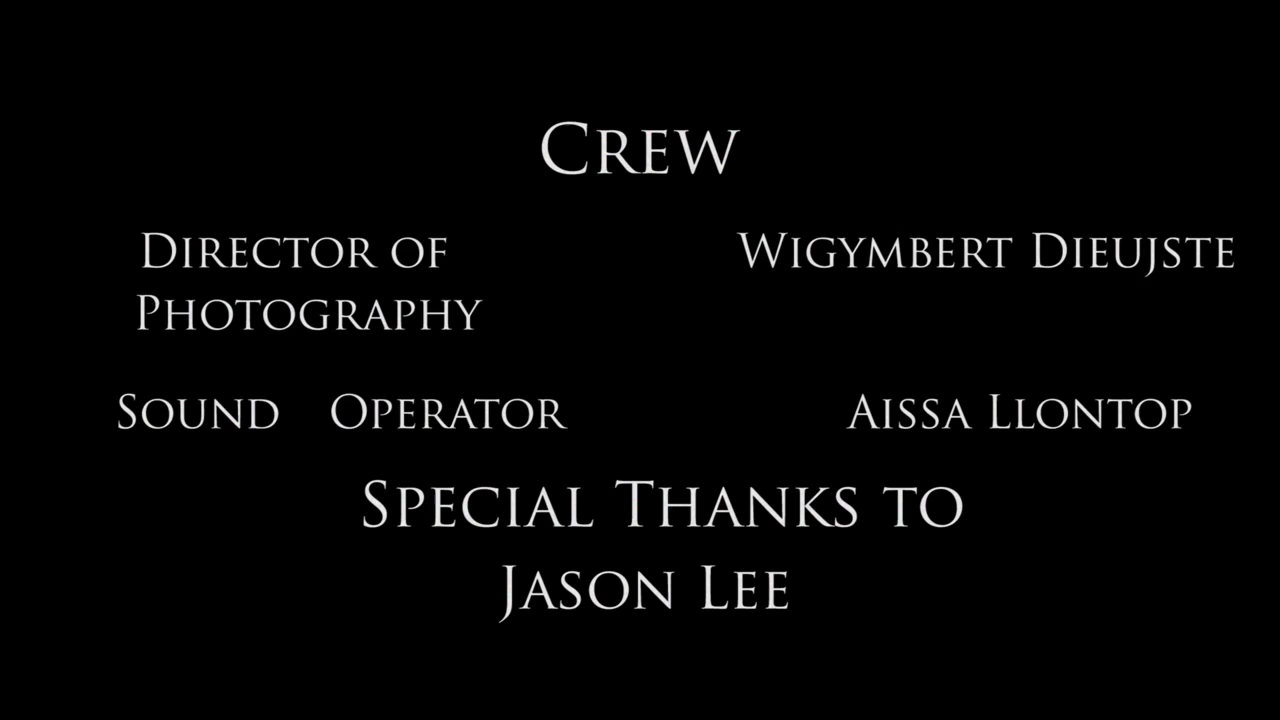 Crew
Director of Wigymbert Dieujste
Photography
Sound Operator Aissa Llontop
Special Thanks to
Jason Lee